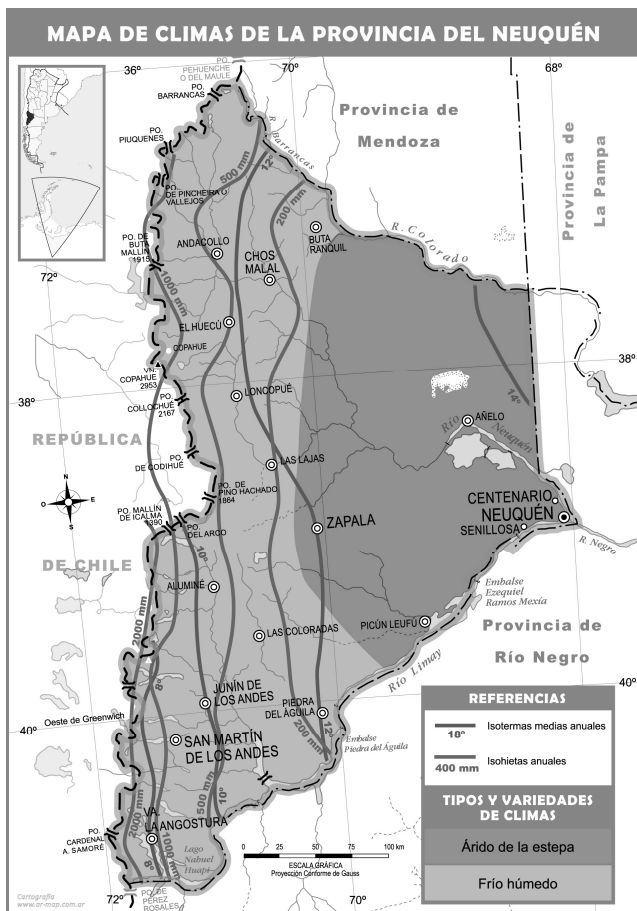 MAPA DE CLIMAS DE LA PROVINCIA DEL NEUQUÉN
36º
PO.
PEHUENCHE
O DEL MAULE
70º
68º
PO.
BARRANCAS
Provincia de
Mendoza
Provincia de
La Pampa
PO.
PIUQUENES
R. Barrancas
500 mm
12º
200 mm
PO.
DE PINCHEIRA O
VALLEJOS
R. Colorado
PO. DE
BUTA
MALLÍN
1915
ANDACOLLO
CHOS
MALAL
BUTA
RANQUIL
72º
1000 mm
EL HUECÚ
COPAHUE
VN.
COPAHUE
2953
38º
14º
PO.
COLLOCHUÉ
2167
LONCOPUÉ
38º
AÑELO
Río
Neuquén
REPÚBLICA
DE CHILE
PO.
DE CODIHUÉ
LAS LAJAS
PO. DE
PINO HACHADO
1864
N
O
E
S
PO. MALLÍN
DE ICALMA
1390
PO.
DEL ARCO
ZAPALA
CENTENARIO
NEUQUÉN
SENILLOSA
R. Negro
10º
ALUMINÉ
Embalse
Ezequiel
Ramos Mexía
2000 mm
LAS COLORADAS
PICÚN LEUFÚ
Provincia de
Río Negro
Río Limay
8º
40º
JUNÍN DE
LOS ANDES
PIEDRA
DEL ÁGUILA
Oeste de Greenwich
40º
SAN MARTÍN
DE LOS ANDES
200 mm
12º
Embalse
Piedra del Águila
500 mm
10º
2000 mm
VA.
LA ANGOSTURA
PO.
CARDENAL
A. SAMORÉ
1000 mm
8º
Lago
Nahuel
Huapi
0 25 50 75 100 km
ESCALA GRÁFICA
Proyección Conforme de Gauss
PO. DE
PÉREZ
ROSALES
72º
70º
Cartografía
www.ar-map.com.ar
REFERENCIAS
10º
Isotermas medias anuales
400 mm
Isohietas anuales
TIPOS Y VARIEDADES
DE CLIMAS
Árido de la estepa
Frío húmedo